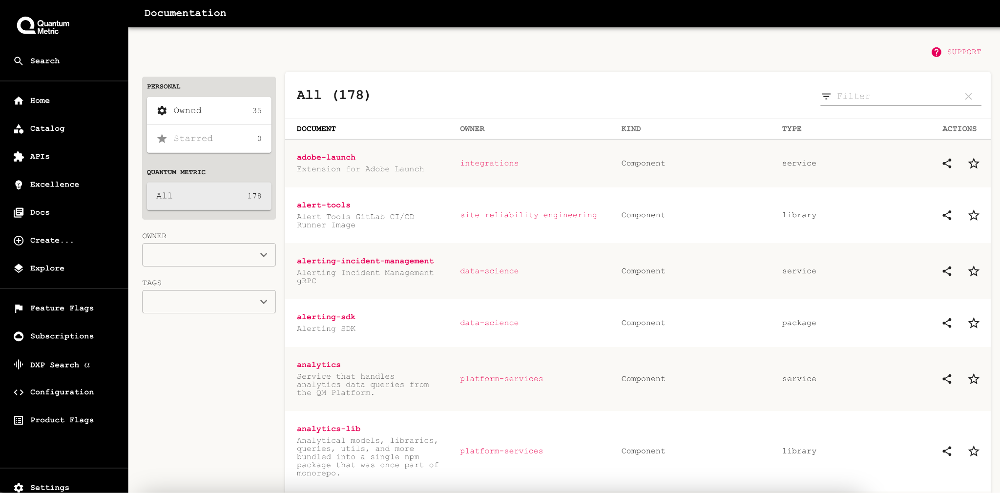 Quantum
Metric
Documentation
Search
Home
Catalog
APIs
Excellence
Docs
Create...
Explore
Feature Flags
Subscriptions
DXP Search α
Configuration
Product Flags
Settings
SUPPORT
PERSONAL
Owned 35
Starred 0
QUANTUM METRIC
All 178
OWNER
TAGS
All (178)
Filter
DOCUMENT OWNER KIND TYPE ACTIONS
adobe-launch
Extension for Adobe Launch
integrations Component service
alert-tools
Alert Tools GitLab CI/CD
Runner Image
site-reliability-engineering Component library
alerting-incident-management
Alerting Incident Management
gRPC
data-science Component service
alerting-sdk
Alerting SDK
data-science Component package
analytics
Service that handles
analytics data queries from
the QM Platform.
platform-services Component service
analytics-lib
Analytical models, libraries,
queries, utils, and more
bundled into a single npm
package that was once part of
monorepo.
platform-services Component library